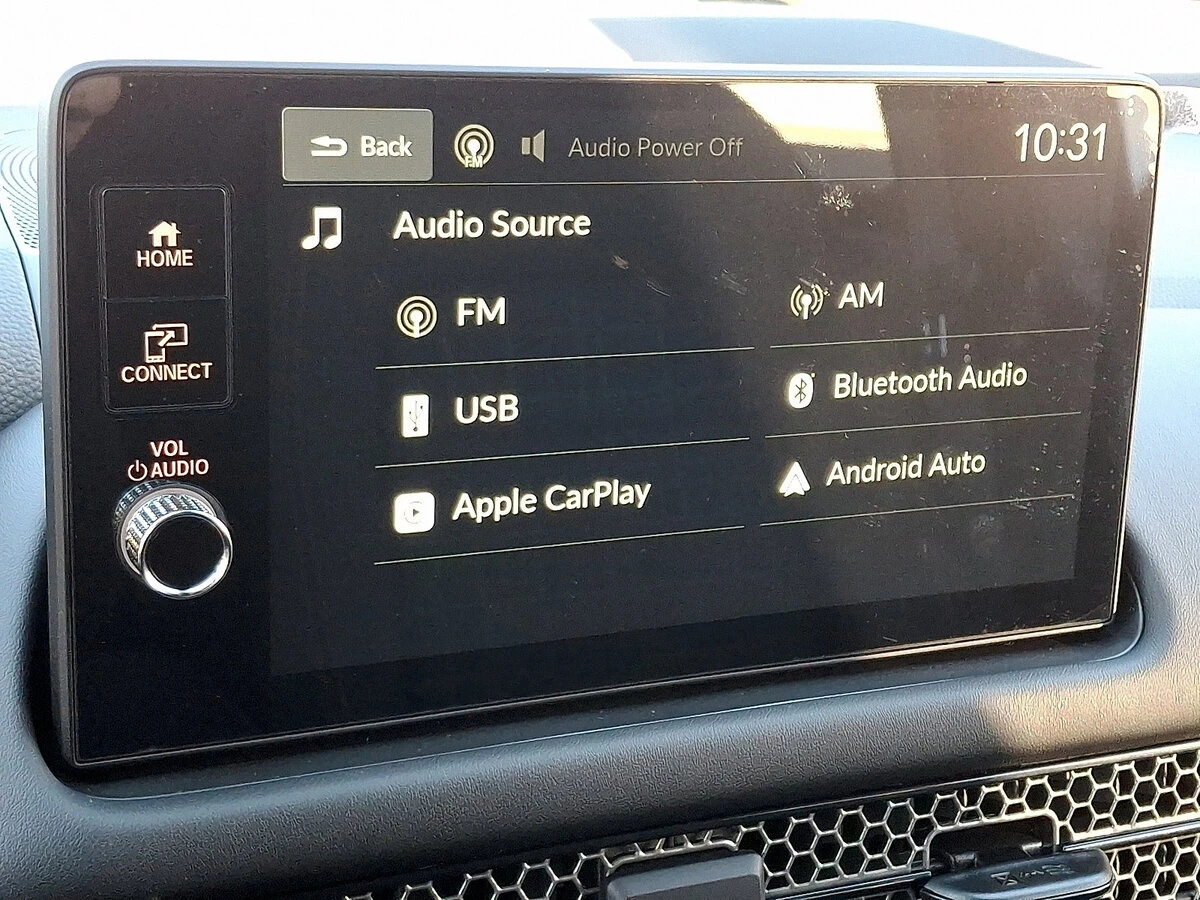 Back FM Audio Power Off 10:31
HOME
Audio Source
FM
AM
CONNECT
USB
Bluetooth Audio
VOL
AUDIO
Apple CarPlay
Android Auto